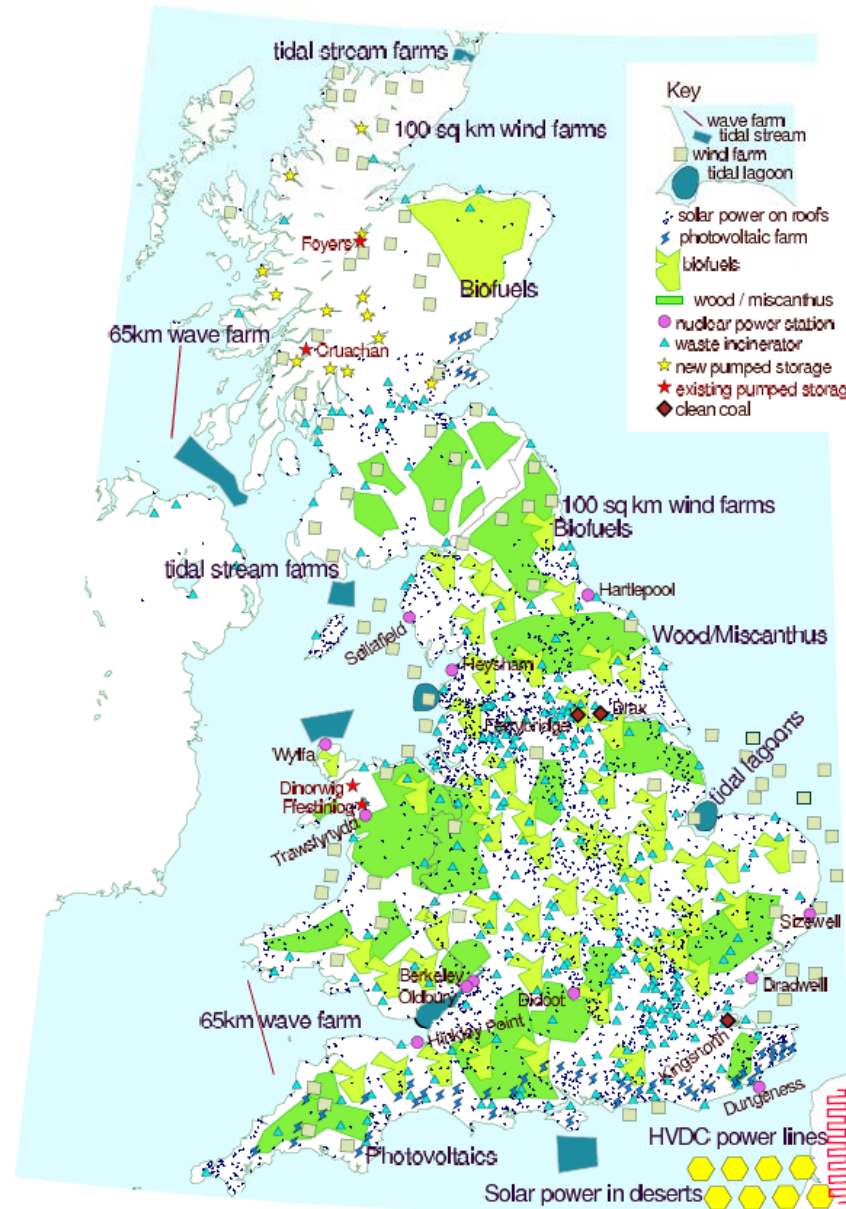 tidal stream farms
Key
wave farm
tidal stream
100 sq km wind farms
wind farm
tidal lagoon
solar power on roofs
photovoltaic farm
Foyers
biofuels
Biofuels
wood / miscanthus
nuclear power station
65km wave farm
waste incinerator
Cruachan
new pumped storage
existing pumped storag
clean coal
100 sq km wind farms
Biofuels
tidal stream farms
Hartlepool
Sellafield
Wood/Miscanthus
Heysham
Drax
Ferrybridge
Wylfa
tidal lagoons
Dinorwig
Ffestiniog
Trawsfynydd
Sizewell
Berkeley
Oldbury
Didcot
Bradwell
65km wave farm
Hinkley Point
Kingsnorth
Dungeness
HVDC power lines
Photovoltaics
Solar power in deserts